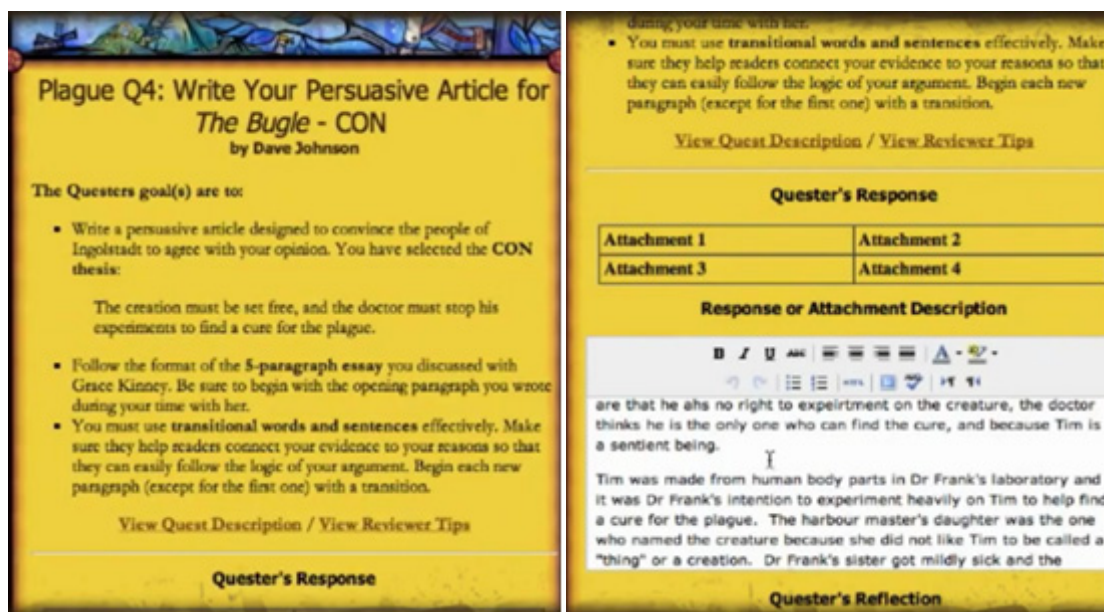 Plague Q4: Write Your Persuasive Article for
The Bugle - CON
by Dave Johnson
The Questers goal(s) are to:
Write a persuasive article designed to convince the people of
Ingolstadt to agree with your opinion. You have selected the CON
thesis:
The creation must be set free, and the doctor must stop his
experiments to find a cure for the plague.
Follow the format of the 5-paragraph essay you discussed with
Grace Kinney. Be sure to begin with the opening paragraph you wrote
during your time with her.
You must use transitional words and sentences effectively. Make
sure they help readers connect your evidence to your reasons so that
they can easily follow the logic of your argument. Begin each new
paragraph (except for the first one) with a transition.
View Quest Description / View Reviewer Tips
Quester's Response
during your time with her.
You must use transitional words and sentences effectively. Make
sure they help readers connect your evidence to your reasons so that
they can easily follow the logic of your argument. Begin each new
paragraph (except for the first one) with a transition.
View Quest Description / View Reviewer Tips
Quester's Response
Attachment 1 Attachment 2
Attachment 3 Attachment 4
Response or Attachment Description
B I U ABC A
HTML
are that he ahs no right to expeirtment on the creature, the doctor
thinks he is the only one who can find the cure, and because Tim is
a sentient being.
Tim was made from human body parts in Dr Frank's laboratory and
it was Dr Frank's intention to experiment heavily on Tim to help find
a cure for the plague. The harbour master's daughter was the one
who named the creature because she did not like Tim to be called a
"thing" or a creation. Dr Frank's sister got mildly sick and the
Quester's Reflection